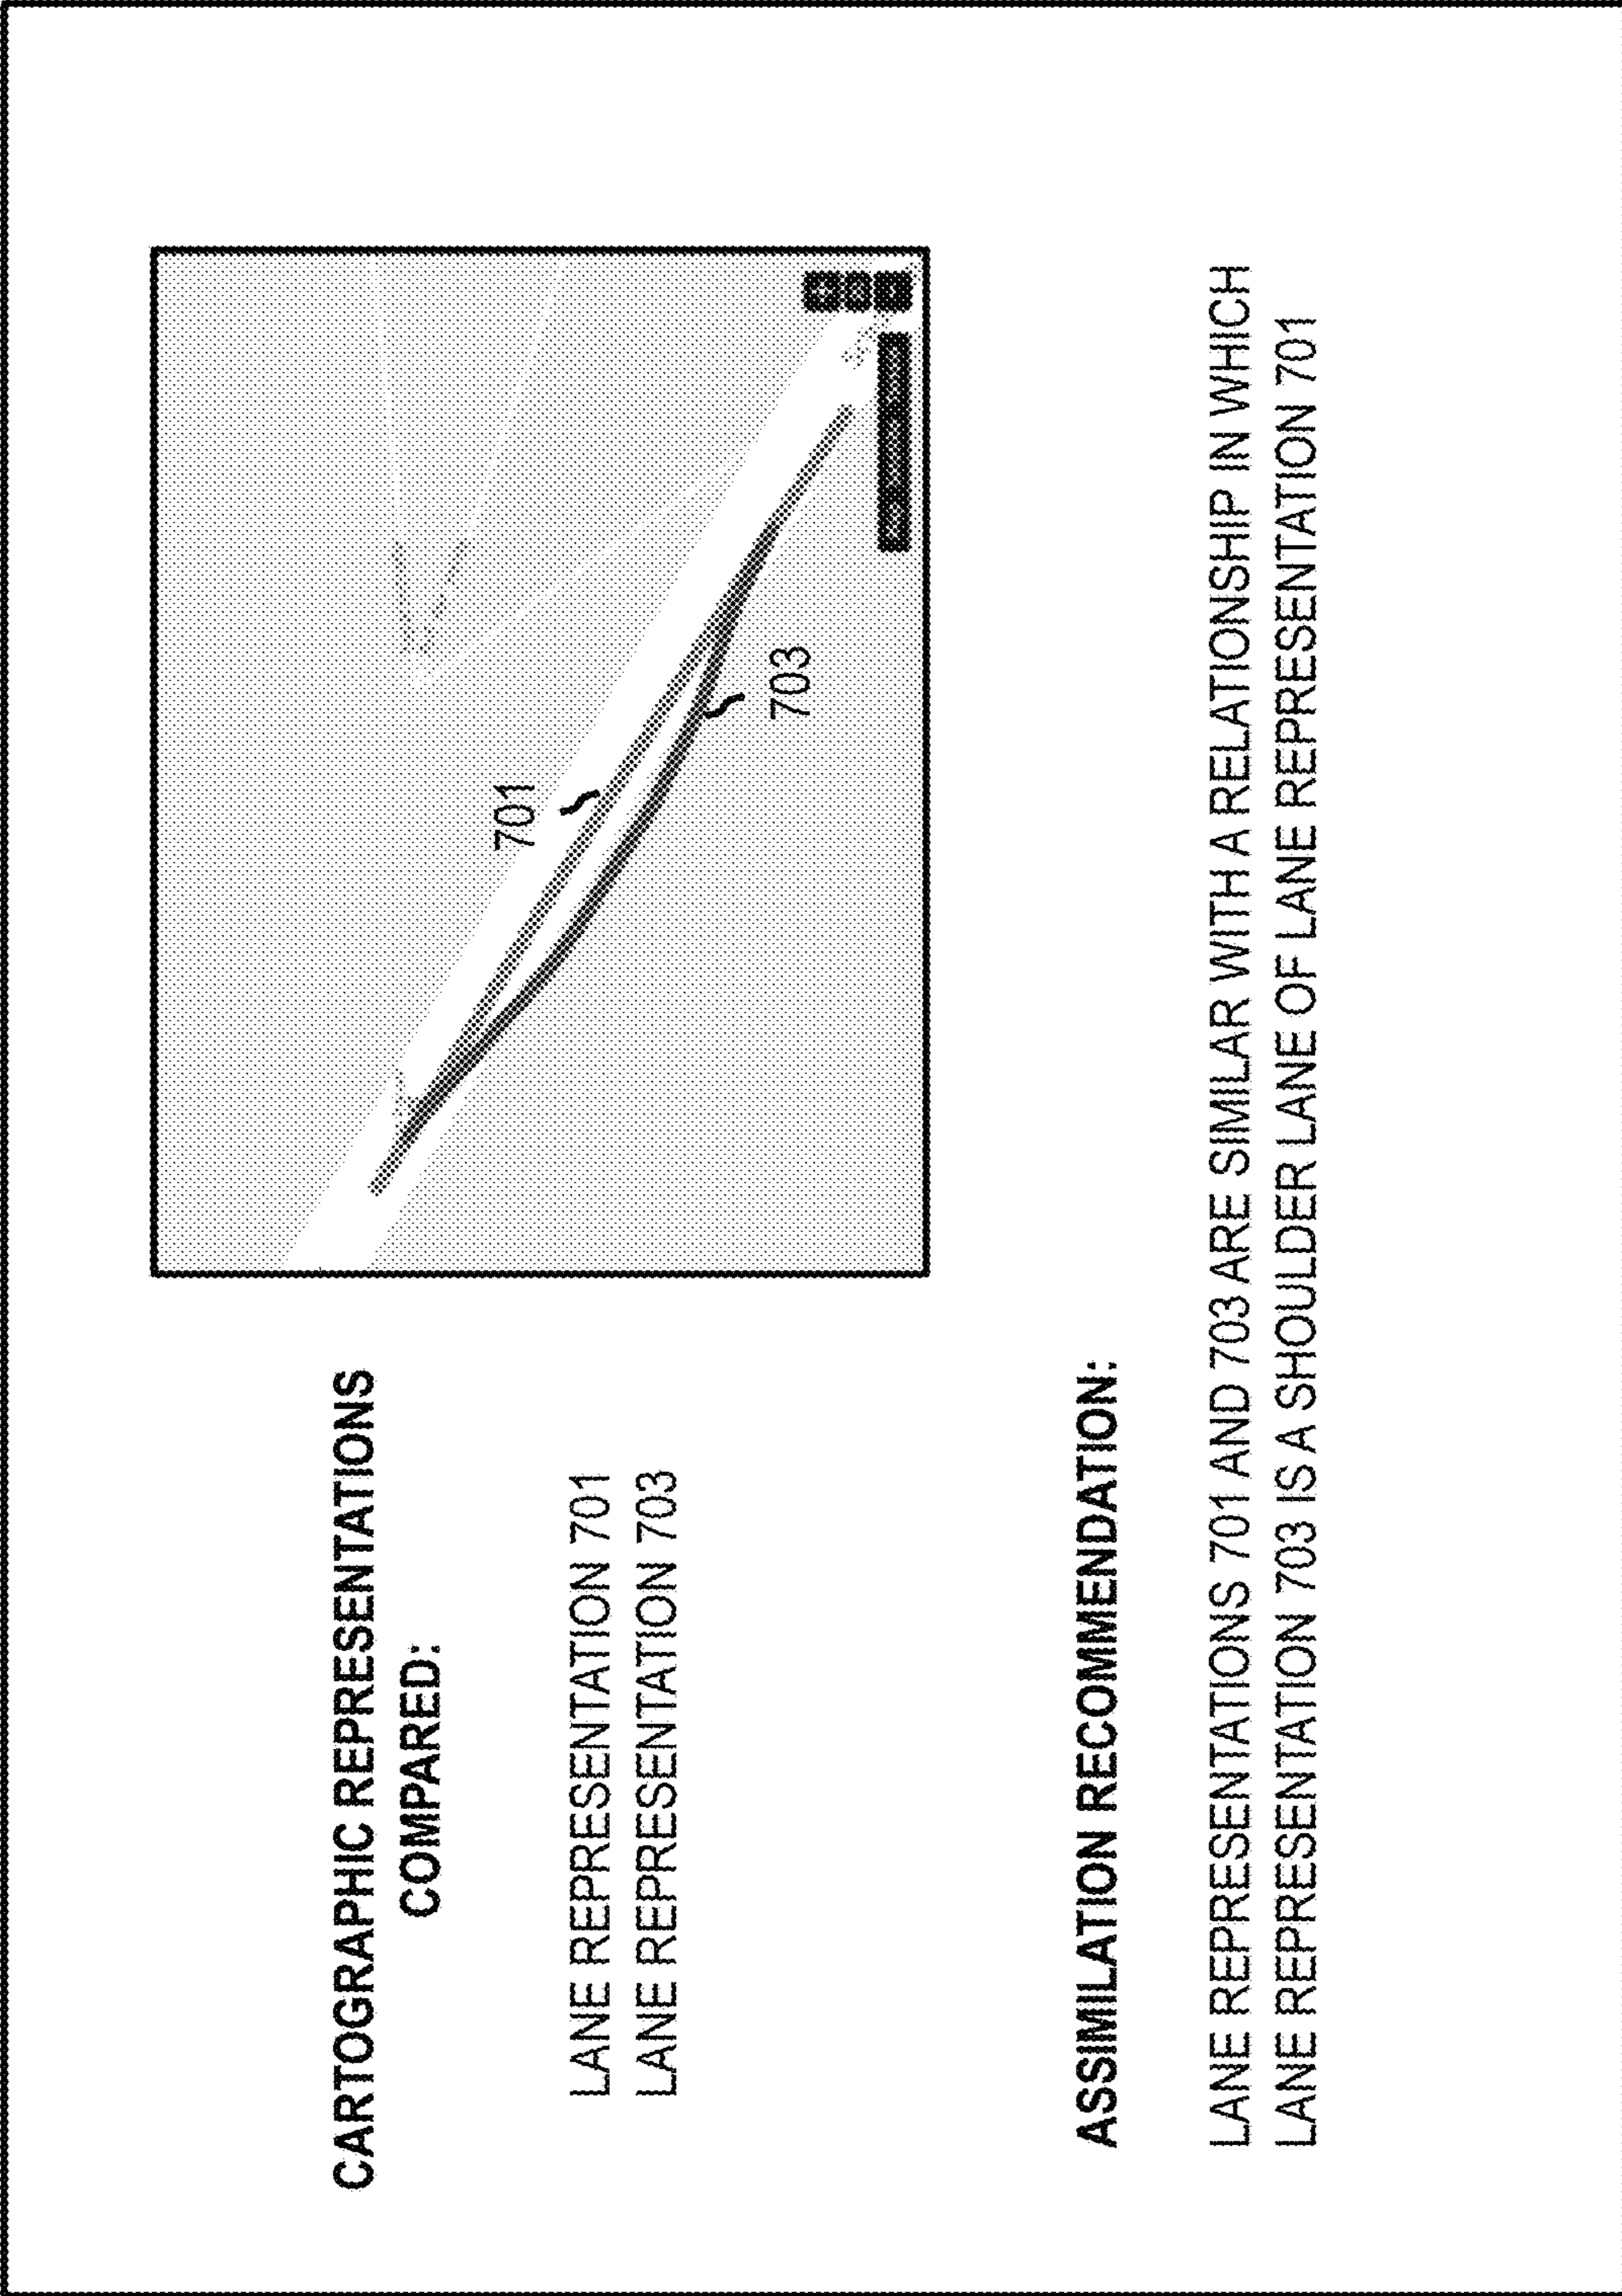 CARTOGRAPHIC REPRESENTATIONS
COMPARED:
LANE REPRESENTATION 701
LANE REPRESENTATION 703
701
703
ASSIMILATION RECOMMENDATION:
LANE REPRESENTATIONS 701 AND 703 ARE SIMILAR WITH A RELATIONSHIP IN WHICH
LANE REPRESENTATION 703 IS A SHOULDER LANE OF LANE REPRESENTATION 701